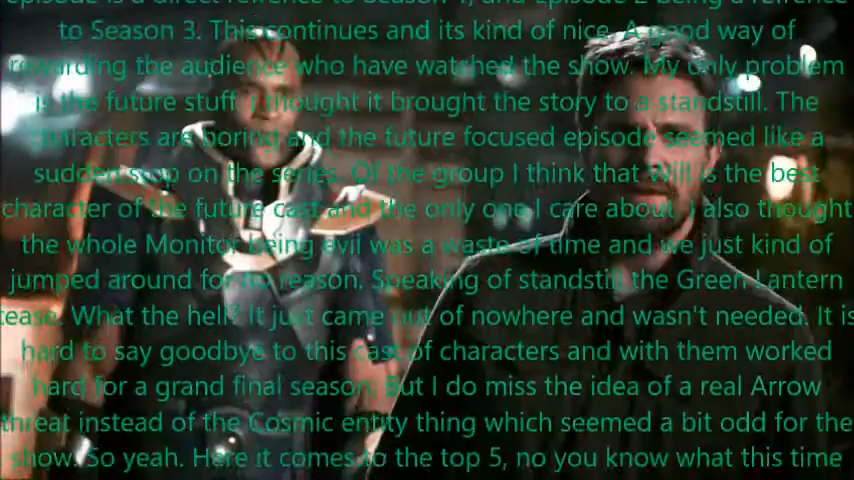 episode is a direct refrence to Season 1, and Episode 2 being a refrence
to Season 3. This continues and its kind of nice. A good way of
rewarding the audience who have watched the show. My only problem
is the future stuff, I thought it brought the story to a standstill. The
characters are boring and the future focused episode seemed like a
sudden stop on the series. Of the group I think that Will is the best
character of the future cast and the only one I care about. I also thought
the whole Monitor being evil was a waste of time and we just kind of
jumped around for no reason. Speaking of standstill the Green Lantern
tease. What the hell? It just came out of nowhere and wasn't needed. It is
hard to say goodbye to this cast of characters and with them worked
hard for a grand final season. But I do miss the idea of a real Arrow
threat instead of the Cosmic entity thing which seemed a bit odd for the
show. So yeah. Here it comes to the top 5, no you know what this time